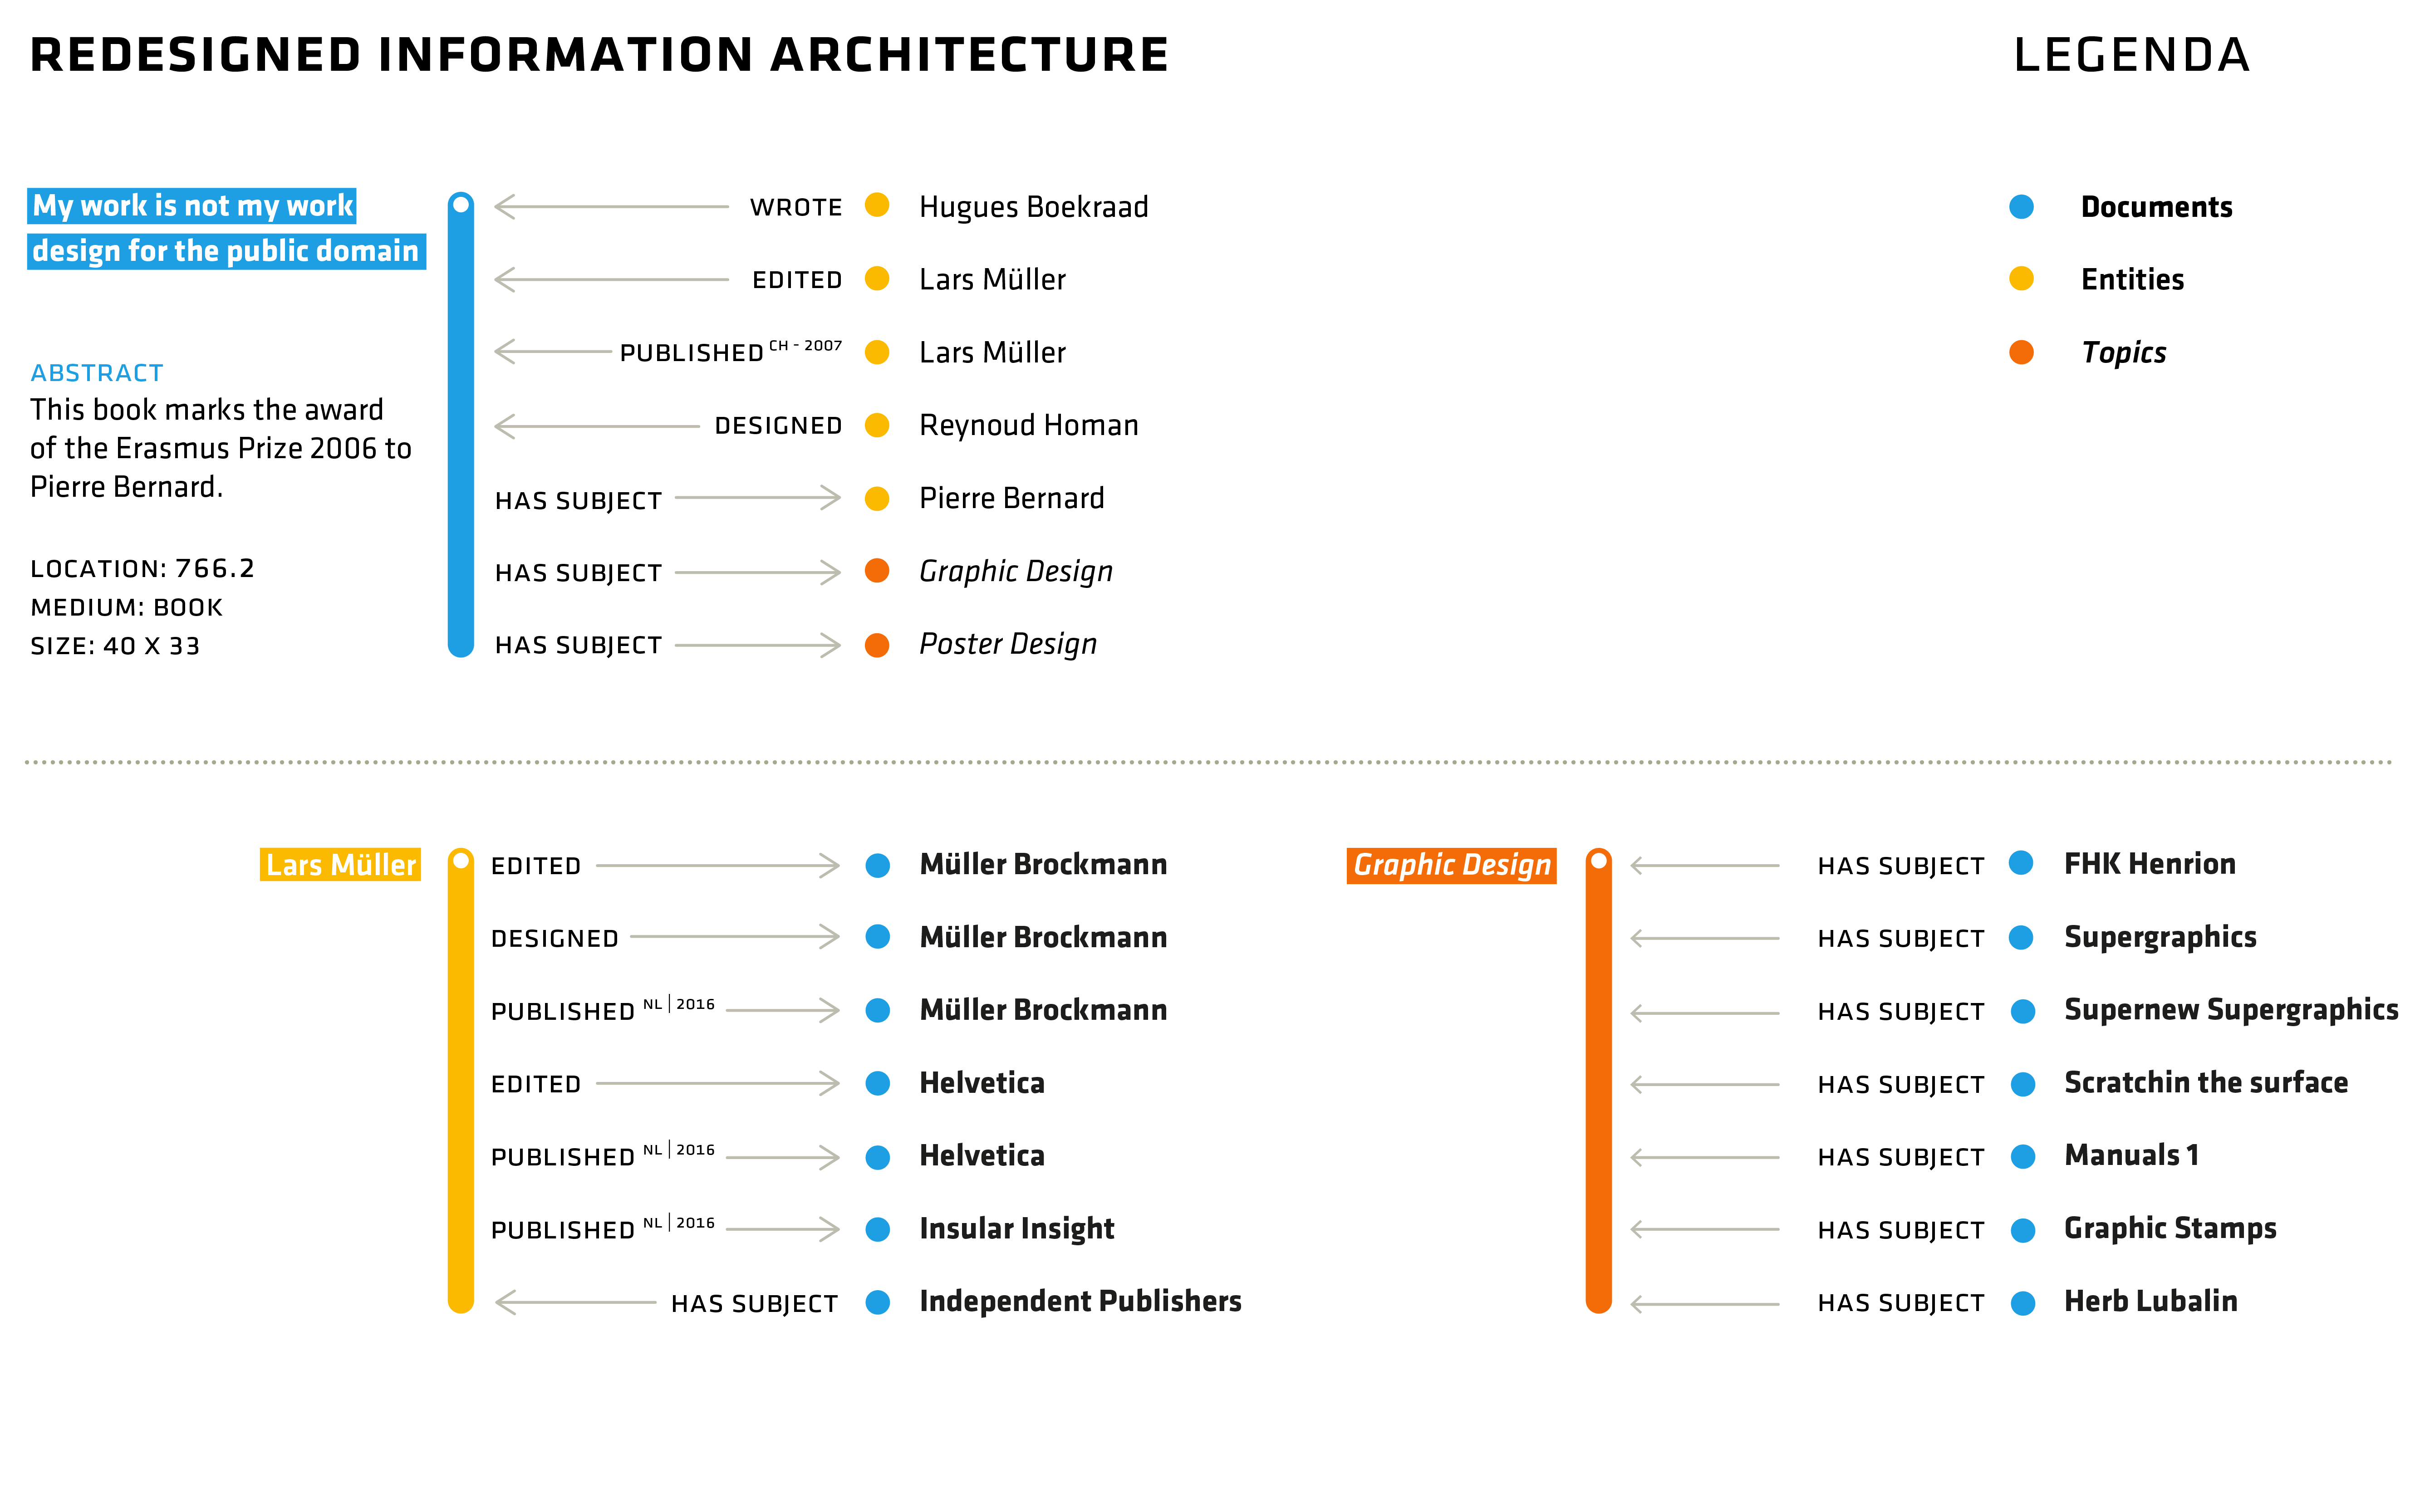 REDESIGNED INFORMATION ARCHITECTURE
LEGENDA
My work is not my work
design for the public domain
ABSTRACT
This book marks the award
of the Erasmus Prize 2006 to
Pierre Bernard.
LOCATION: 766.2
MEDIUM: BOOK
SIZE: 40 X 33
WROTE Hugues Boekraad
EDITED Lars Müller
PUBLISHED CH - 2007 Lars Müller
DESIGNED Reynoud Homan
HAS SUBJECT Pierre Bernard
HAS SUBJECT Graphic Design
HAS SUBJECT Poster Design
Documents
Entities
Topics
Lars Müller
EDITED Müller Brockmann
DESIGNED Müller Brockmann
PUBLISHED NL | 2016 Müller Brockmann
EDITED Helvetica
PUBLISHED NL | 2016 Helvetica
PUBLISHED NL | 2016 Insular Insight
HAS SUBJECT Independent Publishers
Graphic Design
HAS SUBJECT FHK Henrion
HAS SUBJECT Supergraphics
HAS SUBJECT Supernew Supergraphics
HAS SUBJECT Scratchin the surface
HAS SUBJECT Manuals 1
HAS SUBJECT Graphic Stamps
HAS SUBJECT Herb Lubalin